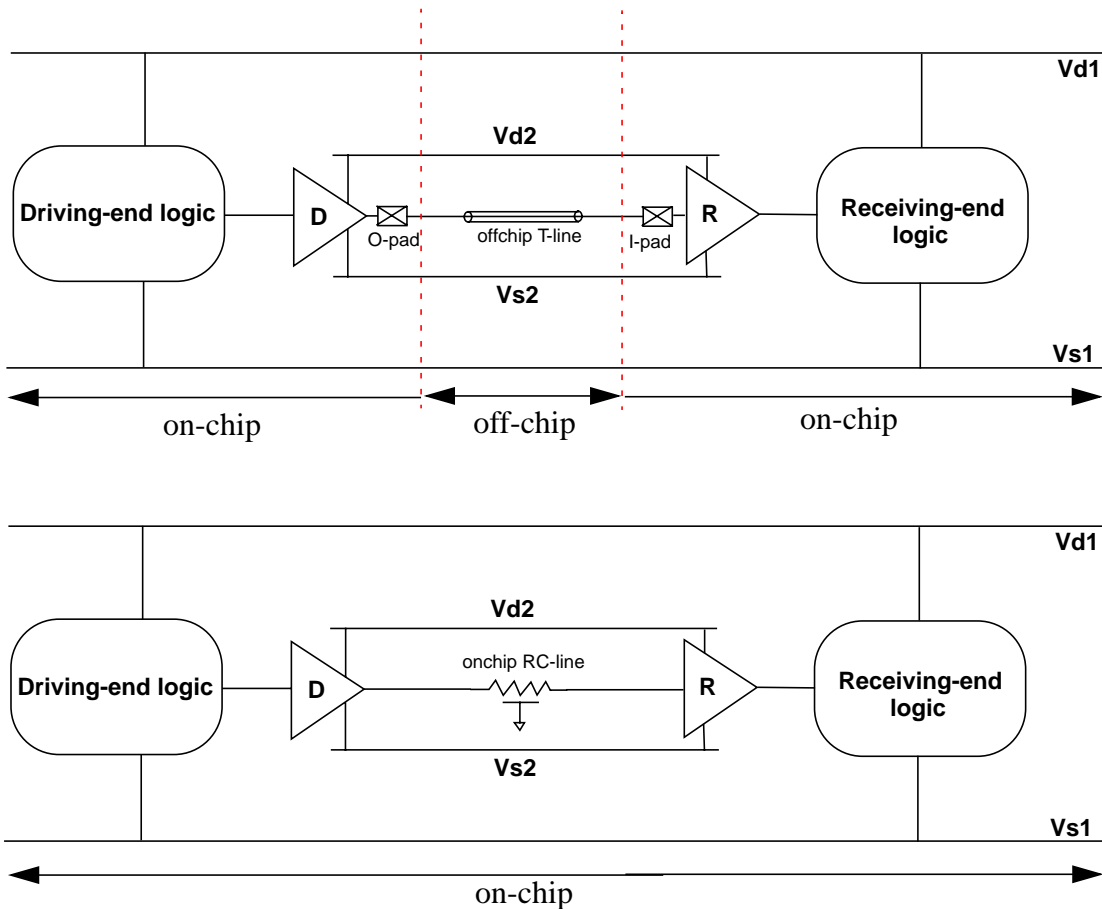 Vd1
Vd2
Driving-end logic
D
O-pad
offchip T-line
I-pad
R
Receiving-end
logic
Vs2
Vs1
on-chip
off-chip
on-chip
Vd1
Vd2
onchip RC-line
Driving-end logic
D
R
Receiving-end
logic
Vs2
Vs1
on-chip